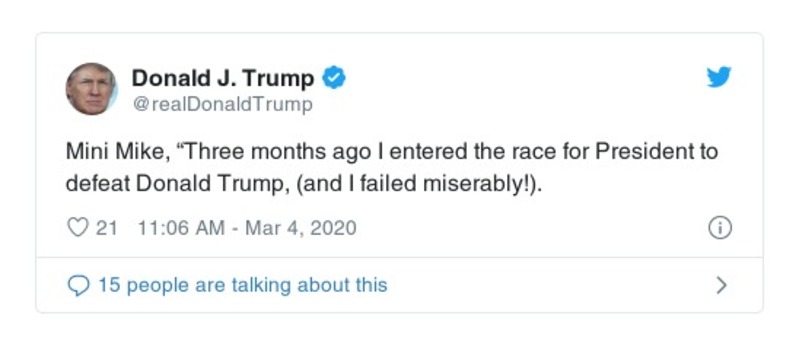 Donald J. Trump
@realDonaldTrump
Mini Mike, “Three months ago I entered the race for President to
defeat Donald Trump, (and I failed miserably!).
21 11:06 AM - Mar 4, 2020
15 people are talking about this